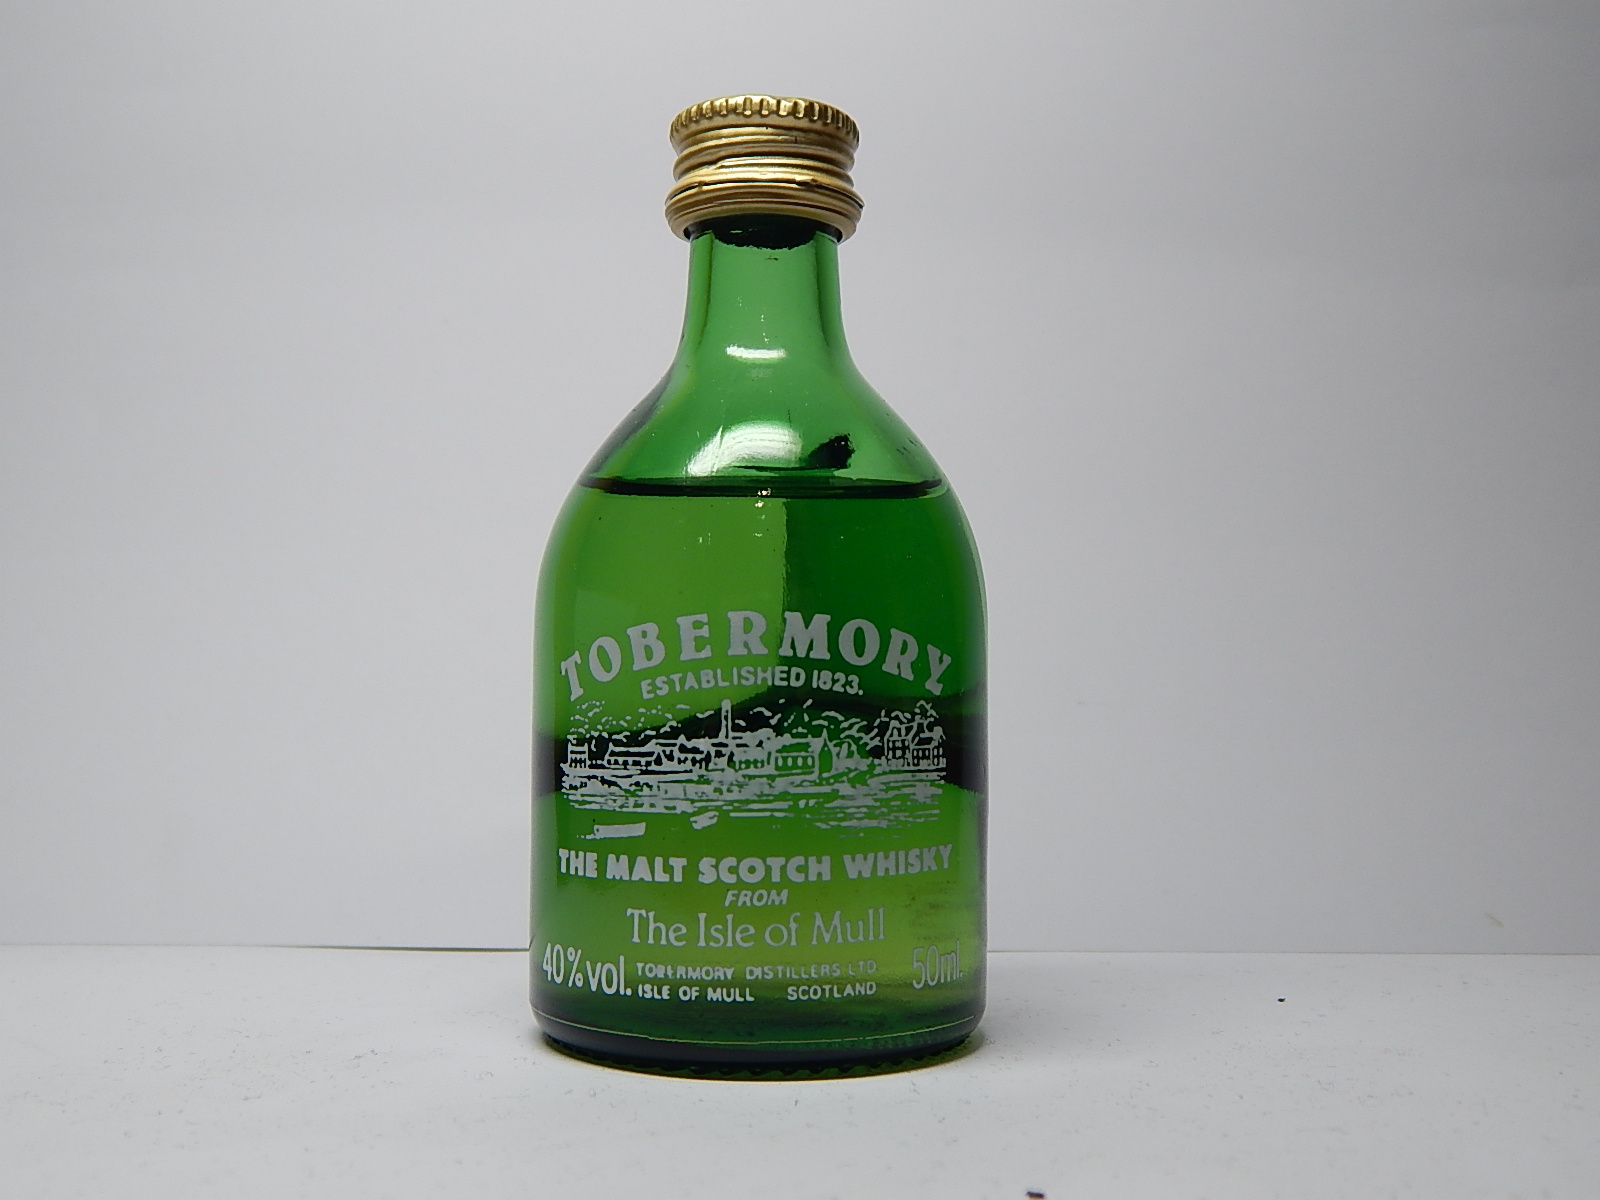 TOBERMORY
ESTABLISHED 1823.
THE MALT SCOTCH WHISKY
FROM
The Isle of Mull
40% vol. TOBERMORY DISTILLERS LTD. 50ml.
ISLE OF MULL SCOTLAND